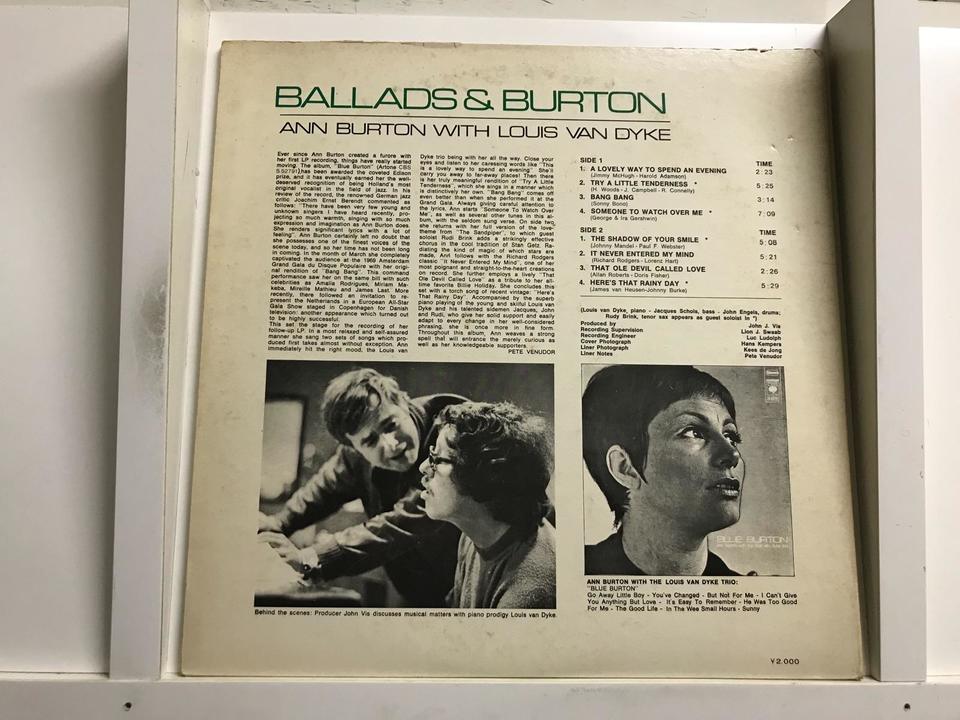 BALLADS & BURTON
ANN BURTON WITH LOUIS VAN DYKE
Ever since Ann Burton created a furore with
her first LP recording, things have really started
moving. The album, "Blue Burton" (Artone CBS
S 52791) has been awarded the coveted Edison
prize, and it has eventually earned her the well-
deserved recognition of being Holland's most
original vocalist in the field of jazz. In his
review of the record, the renowned German jazz
critic Joachim Ernst Berendt commented as
follows: "There have been very few young and
unknown singers I have heard recently, pro-
jecting so much warmth, singing with so much
expression and imagination as Ann Burton does.
She renders significant lyrics with a lot of
feeling". Ann Burton certainly left no doubt that
she possesses one of the finest voices of the
scene today, and so her time has not been long
in coming. In the month of March she completely
captivated the audience at the 1969 Amsterdam
Grand Gala du Disque Populaire with her origi-
nal rendition of "Bang Bang". This command
performance saw her on the same bill with such
celebrities as Amalia Rodrigues, Miriam Ma-
keba, Mireille Mathieu and James Last. More
recently, there followed an invitation to re-
present the Netherlands in a European All-Star
Gala Show staged in Copenhagen for Danish
television: another appearance which turned out
to be highly successful.
This set the stage for the recording of her
follow-up LP. In a most relaxed and self-assured
manner she sang two sets of songs which pro-
duced first takes almost without exception. Ann
immediately hit the right mood, the Louis van
Dyke trio being with her all the way. Close your
eyes and listen to her caressing words like "This
is a lovely way to spend an evening" She'll
carry you away to far-away places! Then there
is her truly meaningful rendition of "Try A Little
Tenderness", which she sings in a manner which
is distinctively her own. "Bang Bang" comes off
even better than when she performed it at the
Grand Gala. Always giving careful attention to
the lyrics, Ann starts "Someone To Watch Over
Me", as well as several other tunes in this al-
bum, with the seldom sung verse. On side two
she returns with her full version of the love-
theme from "The Sandpiper", to which guest
soloist Rudi Brink adds a strikingly effective
chorus in the cool tradition of Stan Getz. Ra-
diating the kind of magic of which stars are
made, Ann follows with the Richard Rodgers
classic "It Never Entered My Mind", one of her
most poignant and straight-to-the-heart creations
on record. She further employs a lively "That
Ole Devil Called Love" as a tribute to her all-
time favorite Billie Holiday. She concludes this
set with a torch song of recent vintage: "Here's
That Rainy Day". Accompanied by the superb
piano playing of the young and skilful Louis van
Dyke and his talented sidemen Jacques, John
and Rudi, who give her solid support and easily
adapt to every change in her well-considered
phrasing, she is once more in fine form.
Throughout this album, Ann weaves a strong
spell that will entrance the merely curious as
well as her knowledgeable supporters. . . .
PETE VENUDOR
SIDE 1 TIME
1. A LOVELY WAY TO SPEND AN EVENING 2:23
(Jimmy McHugh - Harold Adamson)
2. TRY A LITTLE TENDERNESS * 5:25
(H. Woods - J. Campbell - R. Connelly)
3. BANG BANG 3:14
(Sonny Bono)
4. SOMEONE TO WATCH OVER ME * 7:09
(George & Ira Gershwin)
SIDE 2 TIME
1. THE SHADOW OF YOUR SMILE * 5:08
(Johnny Mandel - Paul F. Webster)
2. IT NEVER ENTERED MY MIND 5:21
(Richard Rodgers - Lorenz Hart)
3. THAT OLE DEVIL CALLED LOVE 2:26
(Allan Roberts - Doris Fisher)
4. HERE'S THAT RAINY DAY * 5:29
(James van Heusen-Johnny Burke)
(Louis van Dyke, piano - Jacques Schols, bass - John Engels, drums;
Rudy Brink, tenor sax appears as guest soloist in *)
Produced by John J. Vis
Recording Supervision Lion J. Swaab
Recording Engineer Luc Ludolph
Cover Photograph Hans Kempers
Liner Photograph Kees de Jong
Liner Notes Pete Venudor
BLUE BURTON
Behind the scenes: Producer John Vis discusses musical matters with piano prodigy Louis van Dyke.
ANN BURTON WITH THE LOUIS VAN DYKE TRIO:
"BLUE BURTON"
Go Away Little Boy - You've Changed - But Not For Me - I Can't Give
You Anything But Love - It's Easy To Remember - He Was Too Good
For Me - The Good Life - In The Wee Small Hours - Sunny
¥2,000